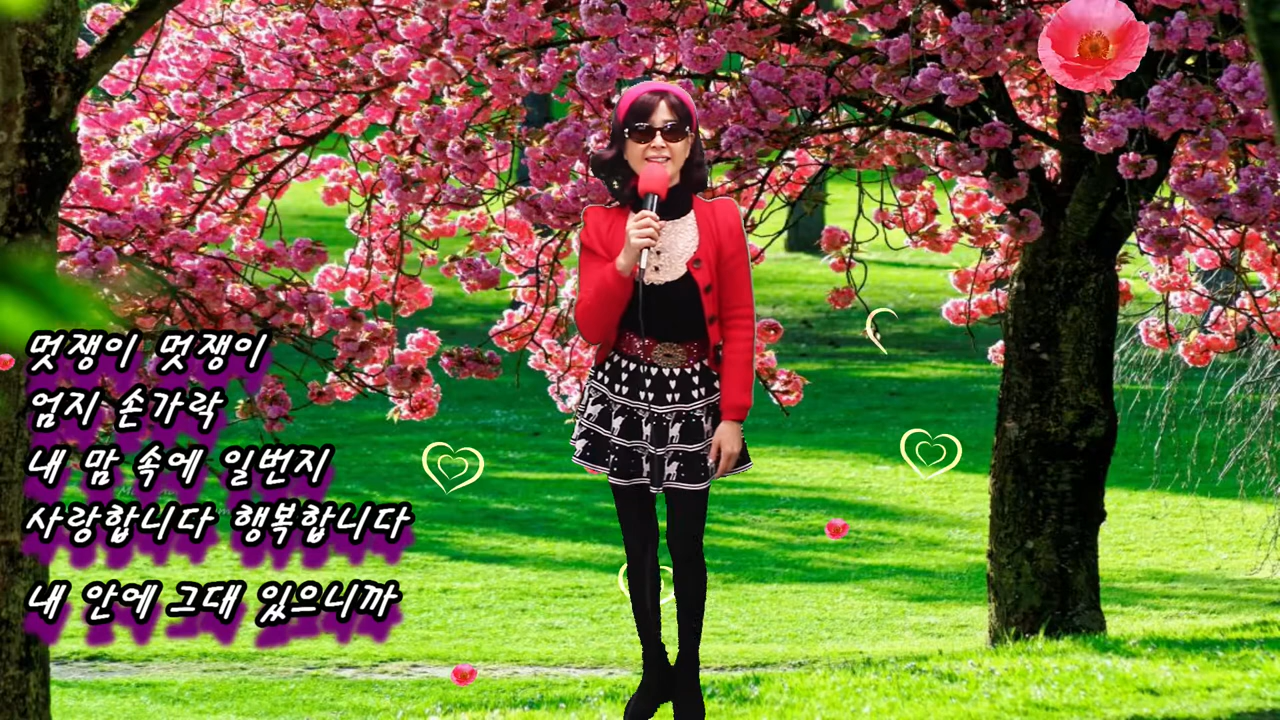 멋쟁이 멋쟁이
엄지 손가락
내 맘 속에 일번지
사랑합니다 행복합니다
내 안에 그대 있으니까